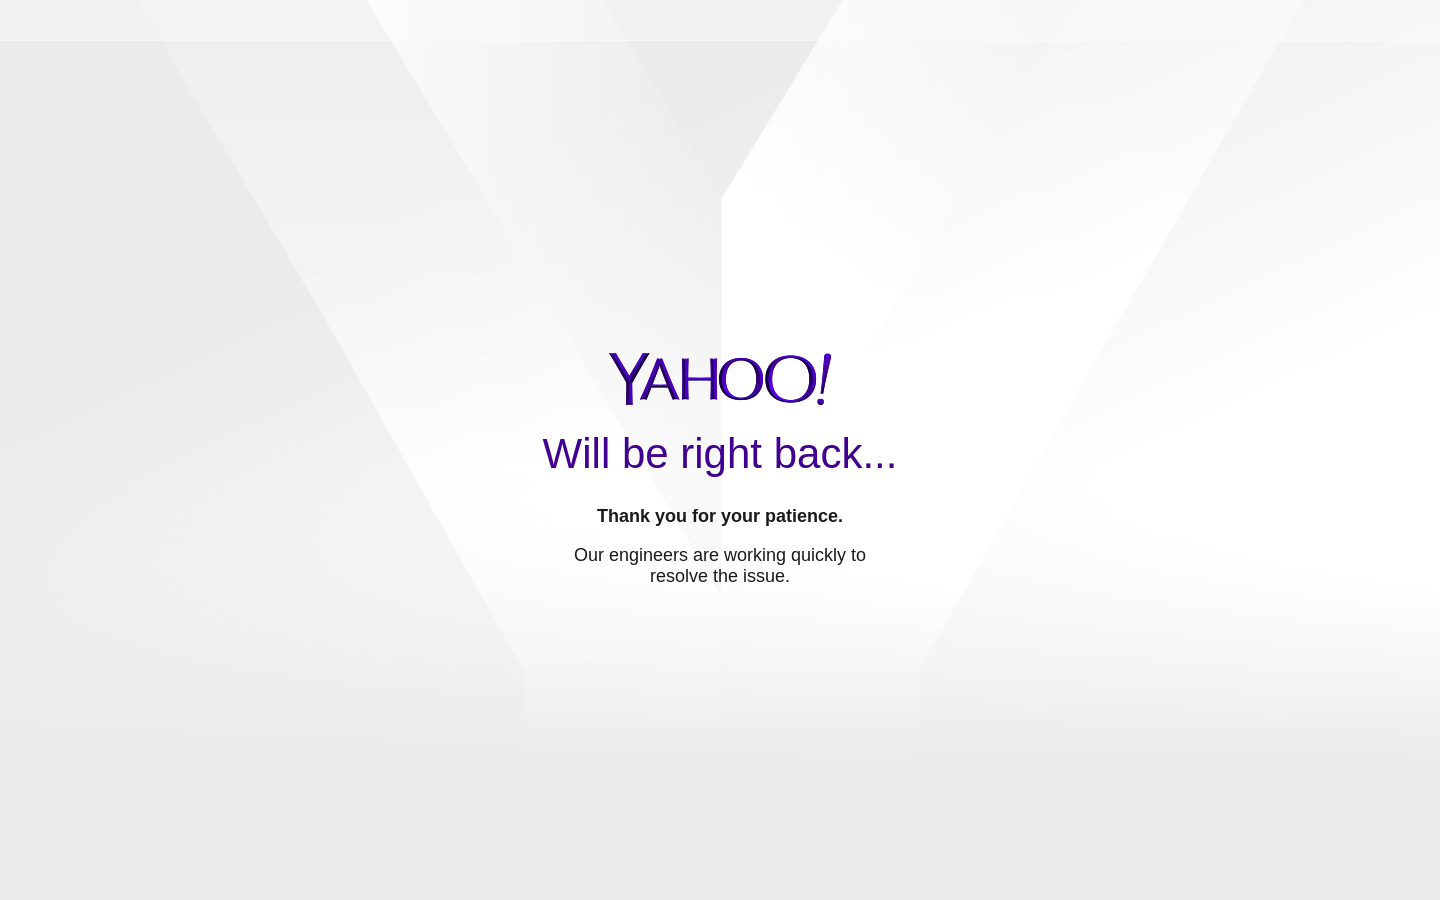 YAHOO!
Will be right back...
Thank you for your patience.
Our engineers are working quickly to
resolve the issue.